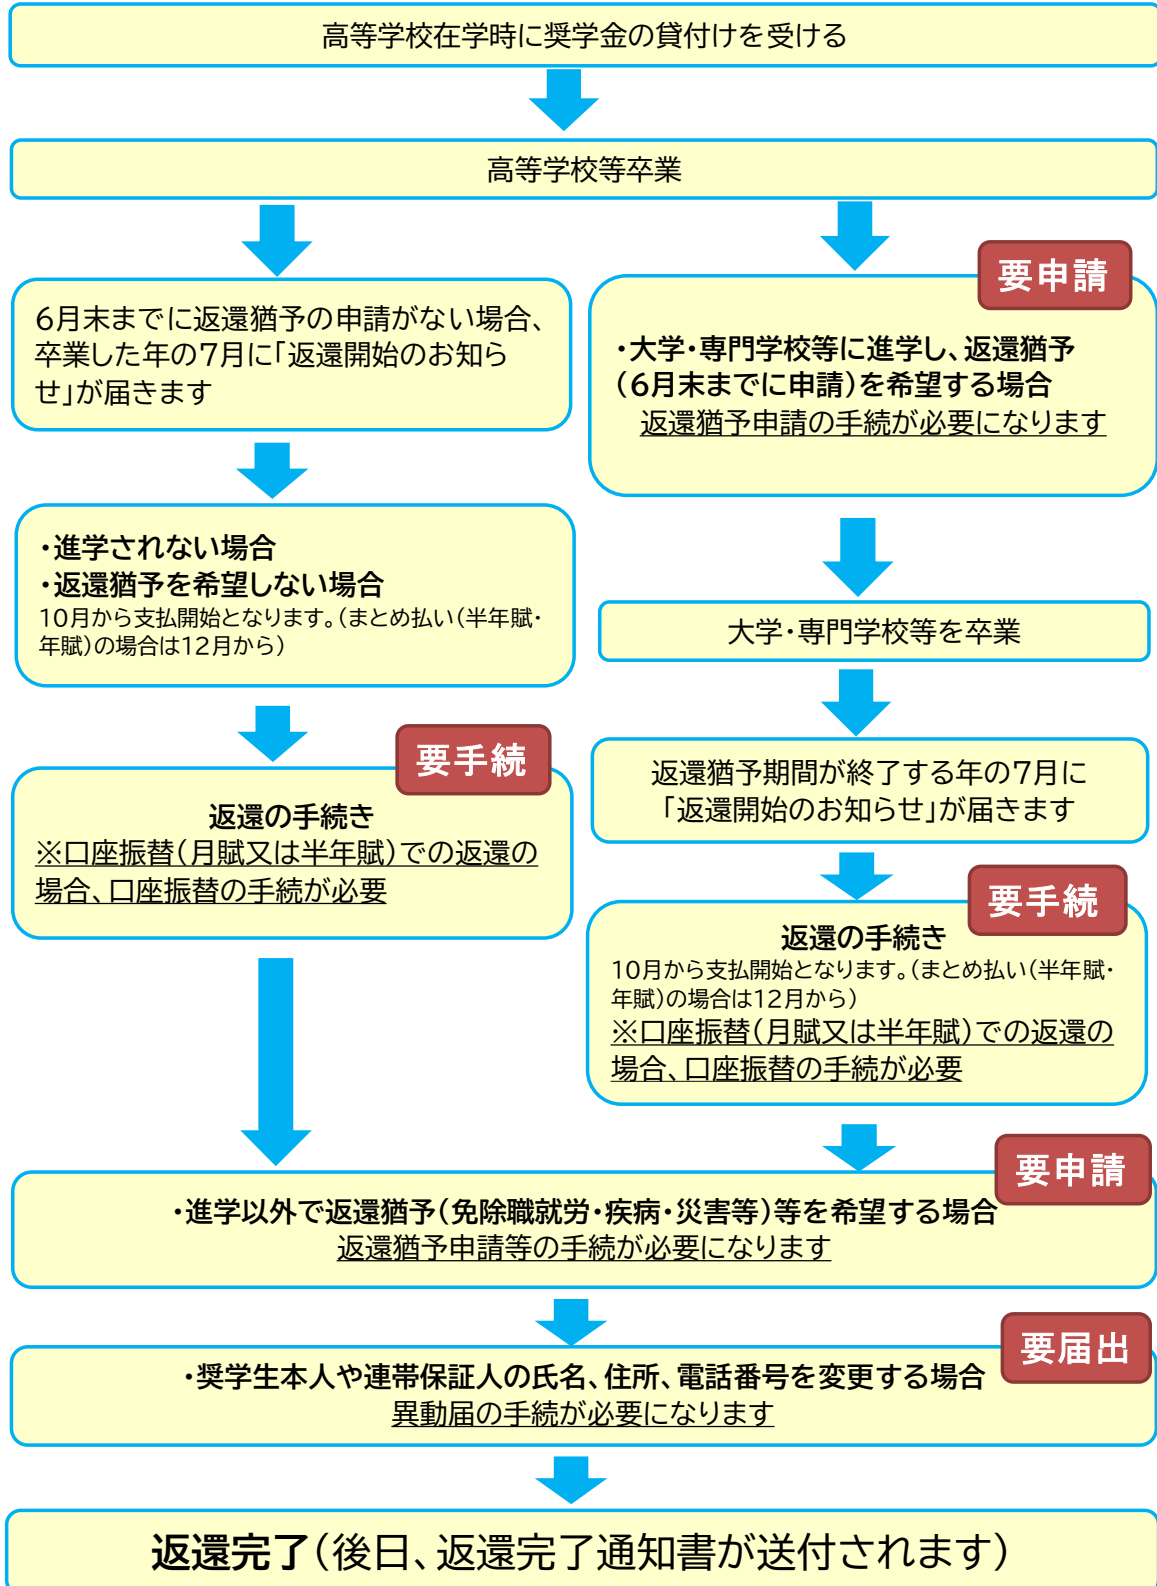 高等学校在学時に奨学金の貸付けを受ける
高等学校等卒業
6月末までに返還猶予の申請がない場合、
卒業した年の7月に「返還開始のお知ら
せ」が届きます
・進学されない場合
・返還猶予を希望しない場合
10月から支払開始となります。(まとめ払い(半年賦・
年賦)の場合は12月から)
要手続
返還の手続き
※口座振替(月賦又は半年賦)での返還の
場合、口座振替の手続が必要
要申請
・大学・専門学校等に進学し、返還猶予
(6月末までに申請)を希望する場合
返還猶予申請の手続が必要になります
大学・専門学校等を卒業
返還猶予期間が終了する年の7月に
「返還開始のお知らせ」が届きます
要手続
返還の手続き
10月から支払開始となります。(まとめ払い(半年賦・
年賦)の場合は12月から)
※口座振替(月賦又は半年賦)での返還の
場合、口座振替の手続が必要
要申請
・進学以外で返還猶予(免除職就労・疾病・災害等)等を希望する場合
返還猶予申請等の手続が必要になります
要届出
・奨学生本人や連帯保証人の氏名、住所、電話番号を変更する場合
異動届の手続が必要になります
返還完了(後日、返還完了通知書が送付されます)